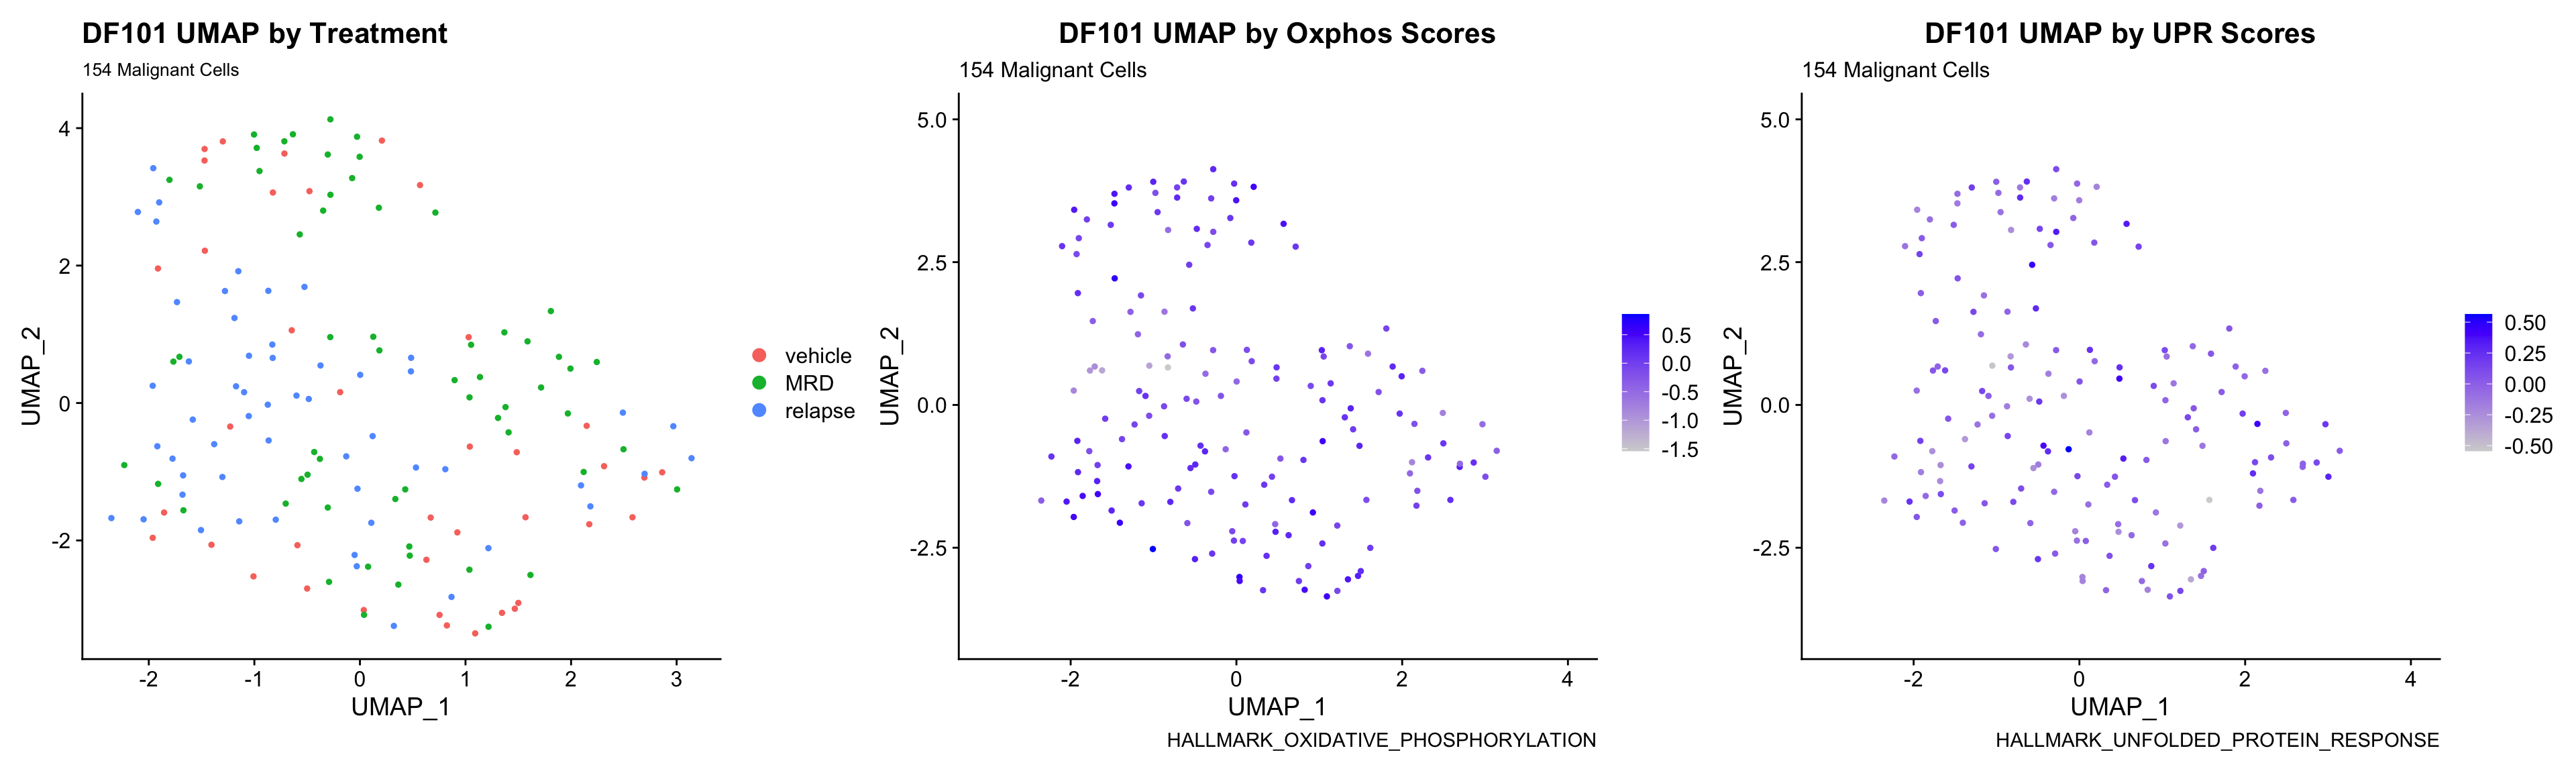 DF101 UMAP by Treatment
154 Malignant Cells
4
2
0
-2
UMAP_2
-2
-1
0
1
2
3
UMAP_1
vehicle
MRD
relapse
DF101 UMAP by Oxphos Scores
154 Malignant Cells
5.0
2.5
0.0
-2.5
UMAP_2
-2
0
2
4
UMAP_1
HALLMARK_OXIDATIVE_PHOSPHORYLATION
0.5
0.0
-0.5
-1.0
-1.5
DF101 UMAP by UPR Scores
154 Malignant Cells
5.0
2.5
0.0
-2.5
UMAP_2
-2
0
2
4
UMAP_1
HALLMARK_UNFOLDED_PROTEIN_RESPONSE
0.50
0.25
0.00
-0.25
-0.50